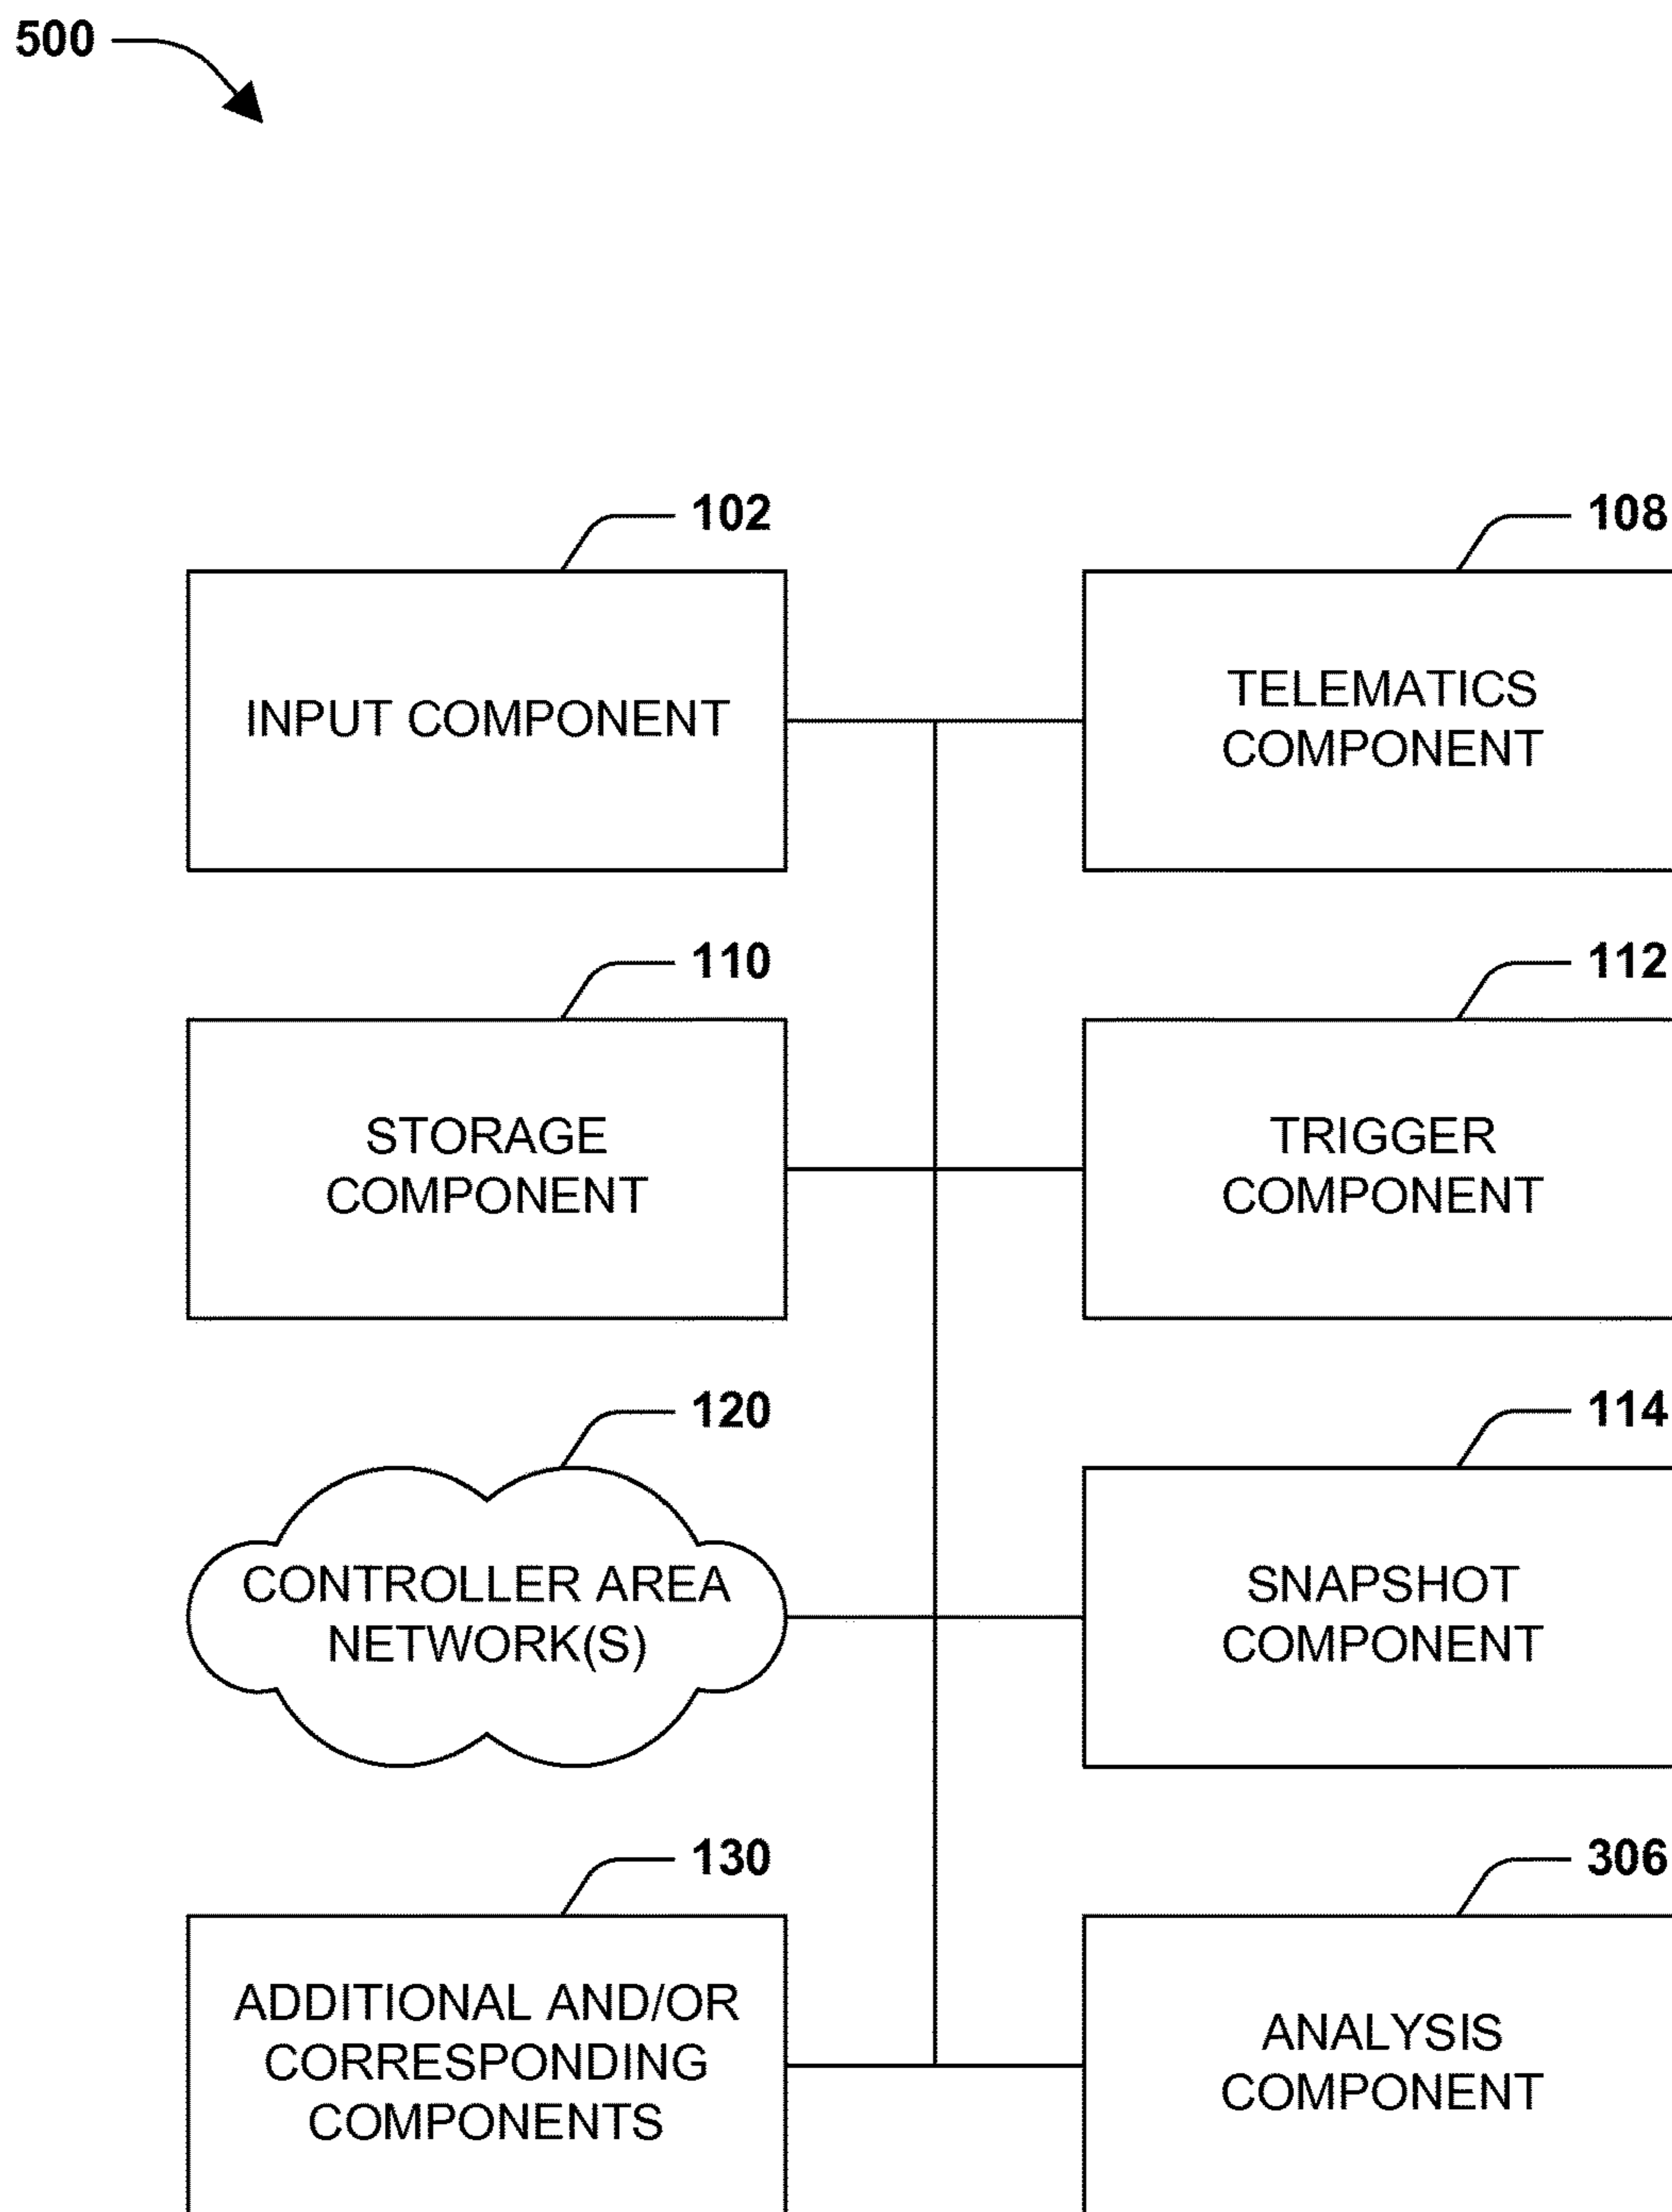 500
102
INPUT COMPONENT
108
TELEMATICS
COMPONENT
110
STORAGE
COMPONENT
112
TRIGGER
COMPONENT
120
CONTROLLER AREA
NETWORK(S)
114
SNAPSHOT
COMPONENT
130
ADDITIONAL AND/OR
CORRESPONDING
COMPONENTS
306
ANALYSIS
COMPONENT